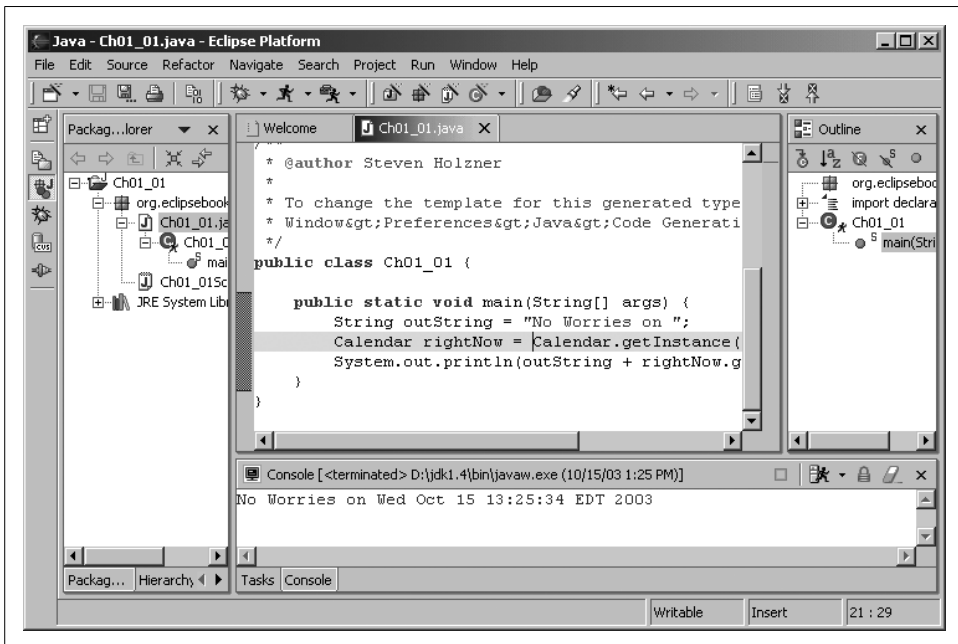 Java - Ch01_01.java - Eclipse Platform
File Edit Source Refactor Navigate Search Project Run Window Help
Packag...lorer
Ch01_01
org.eclipsebook
Ch01_01.ja
Ch01_0
mai
Ch01_01Sc
JRE System Libr
Packag... Hierarchy
Welcome Ch01_01.java
/**
* @author Steven Holzner
*
* To change the template for this generated type
* Window&gt;Preferences&gt;Java&gt;Code Generati
*/
public class Ch01_01 {
public static void main(String[] args) {
String outString = "No Worries on ";
Calendar rightNow = Calendar.getInstance(
System.out.println(outString + rightNow.g
}
}
Outline
org.eclipseboo
import declara
Ch01_01
main(Stri
Console [<terminated> D:\jdk1.4\bin\javaw.exe (10/15/03 1:25 PM)]
No Worries on Wed Oct 15 13:25:34 EDT 2003
Tasks Console
Writable Insert 21 : 29